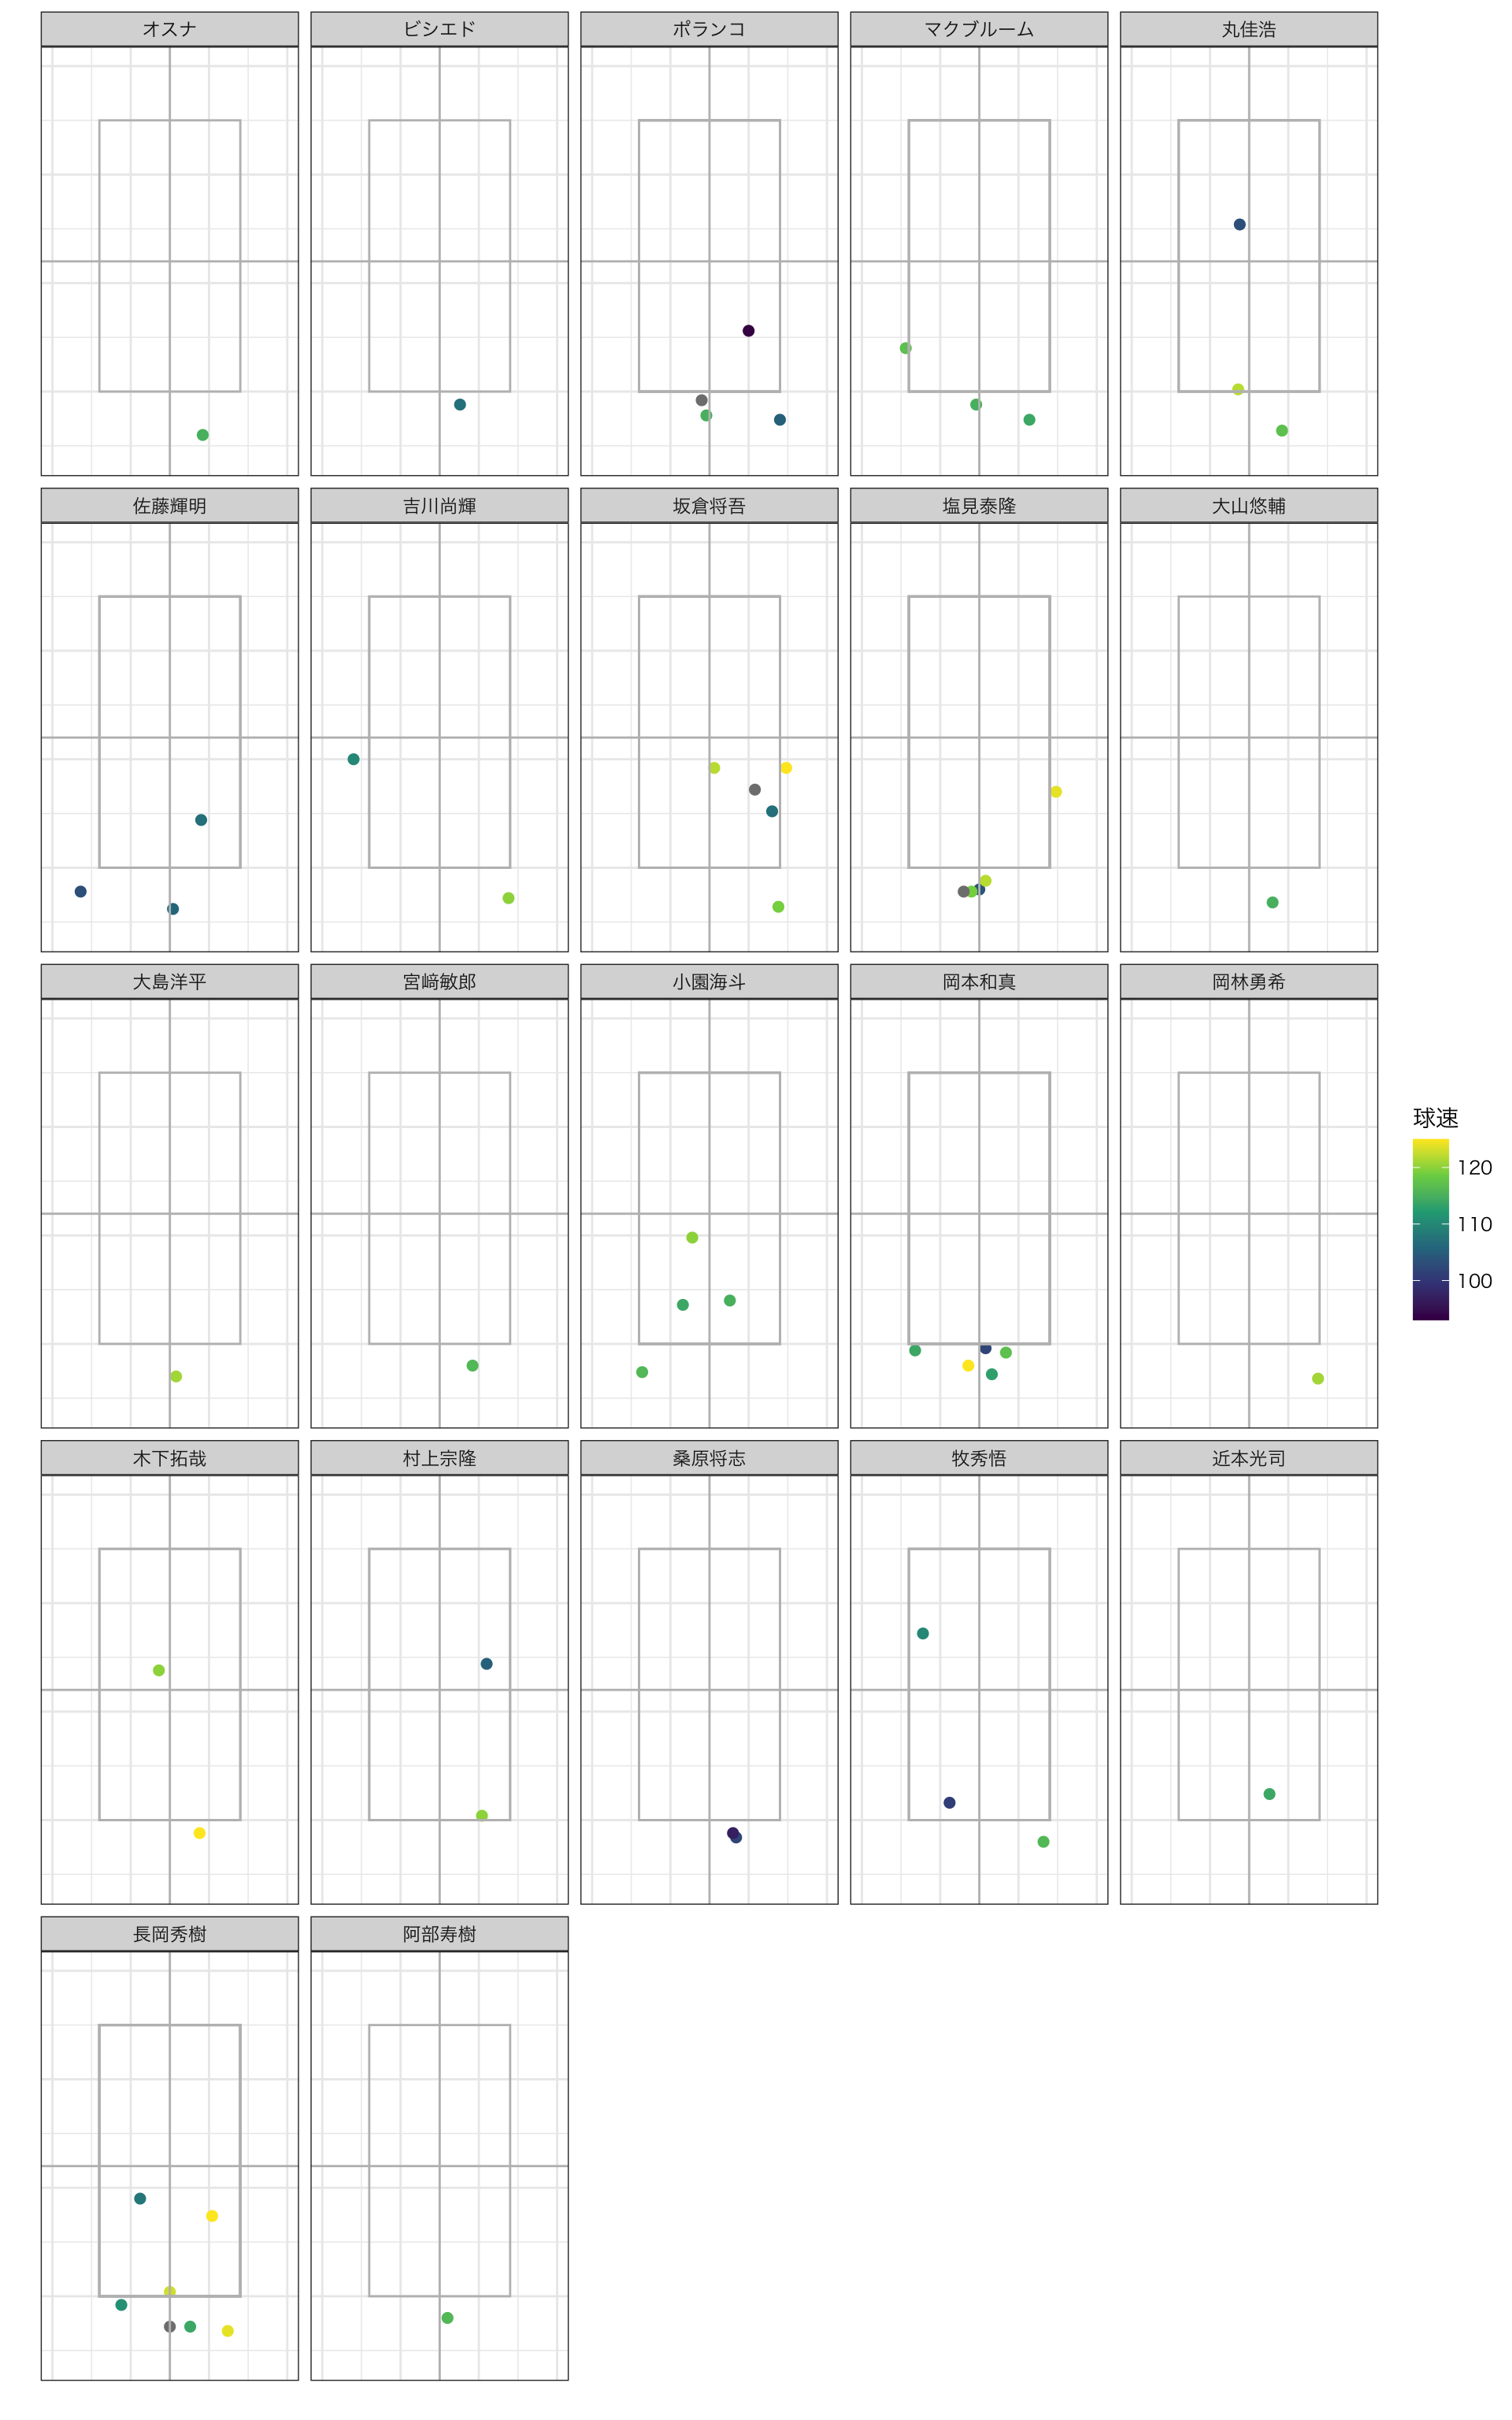 オスナ
ビシエド
ポランコ
マクブルーム
丸佳浩
佐藤輝明
吉川尚輝
坂倉将吾
塩見泰隆
大山悠輔
大島洋平
宮﨑敏郎
小園海斗
岡本和真
岡林勇希
木下拓哉
村上宗隆
桑原将志
牧秀悟
近本光司
長岡秀樹
阿部寿樹
球速
120
110
100